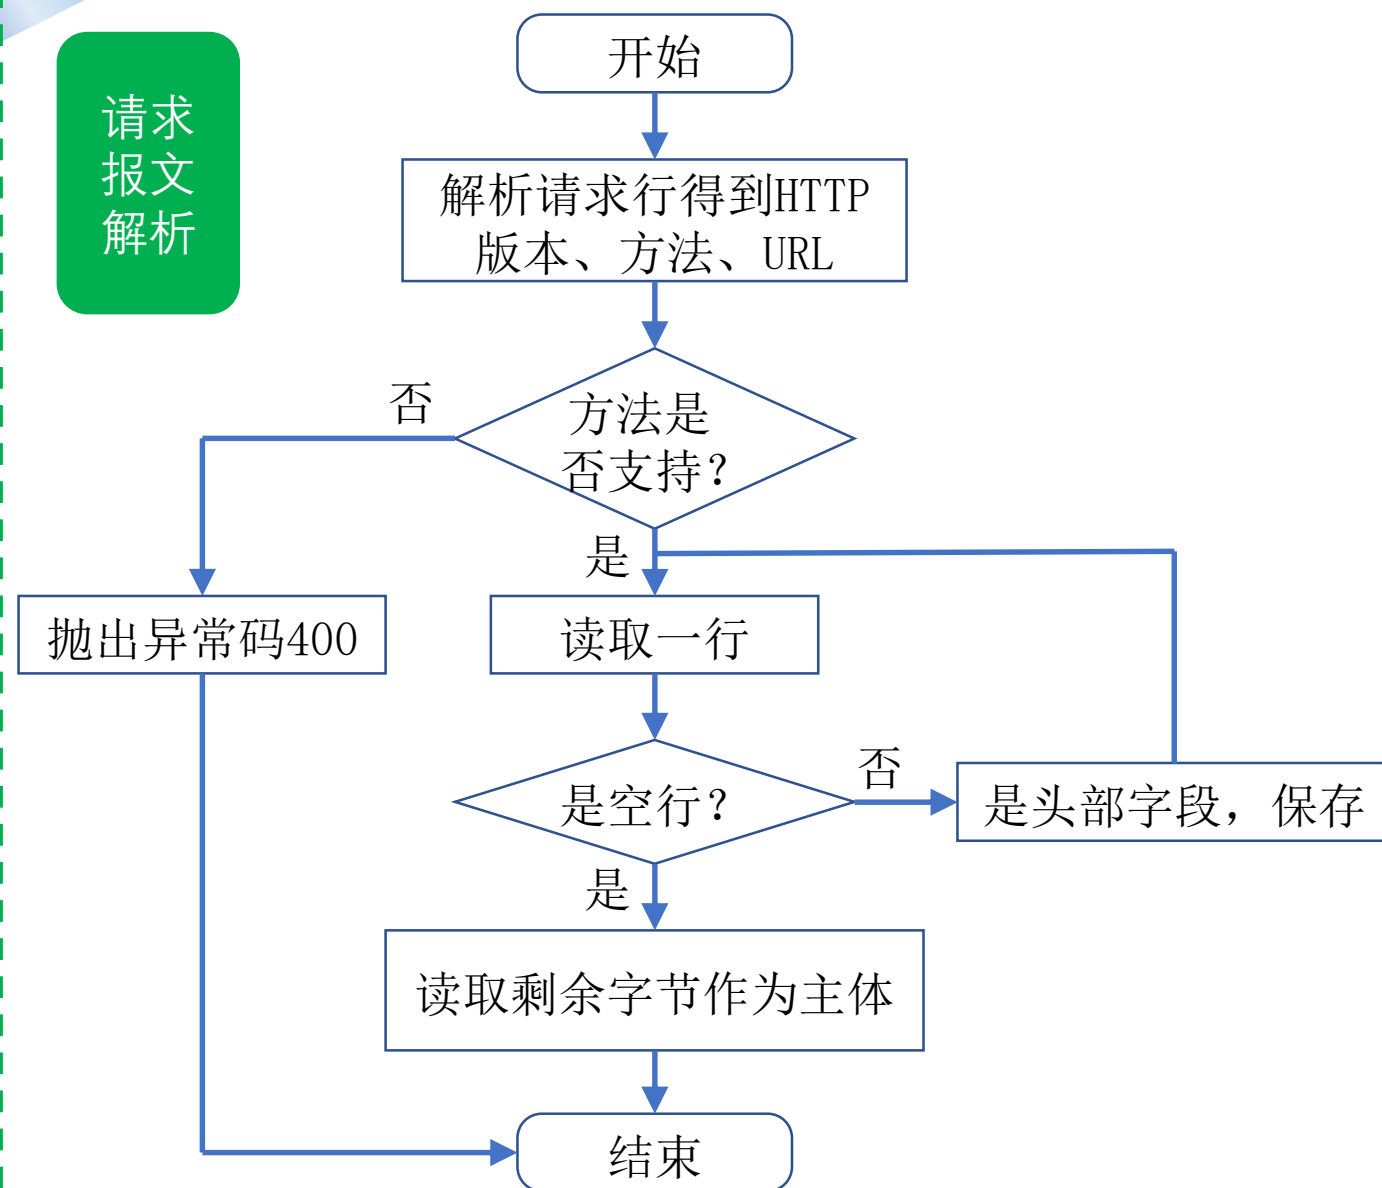 请求
报文
解析
开始
解析请求行得到HTTP
版本、方法、URL
否
方法是
否支持？
是
抛出异常码400
读取一行
否
是空行？
是头部字段，保存
是
读取剩余字节作为主体
结束